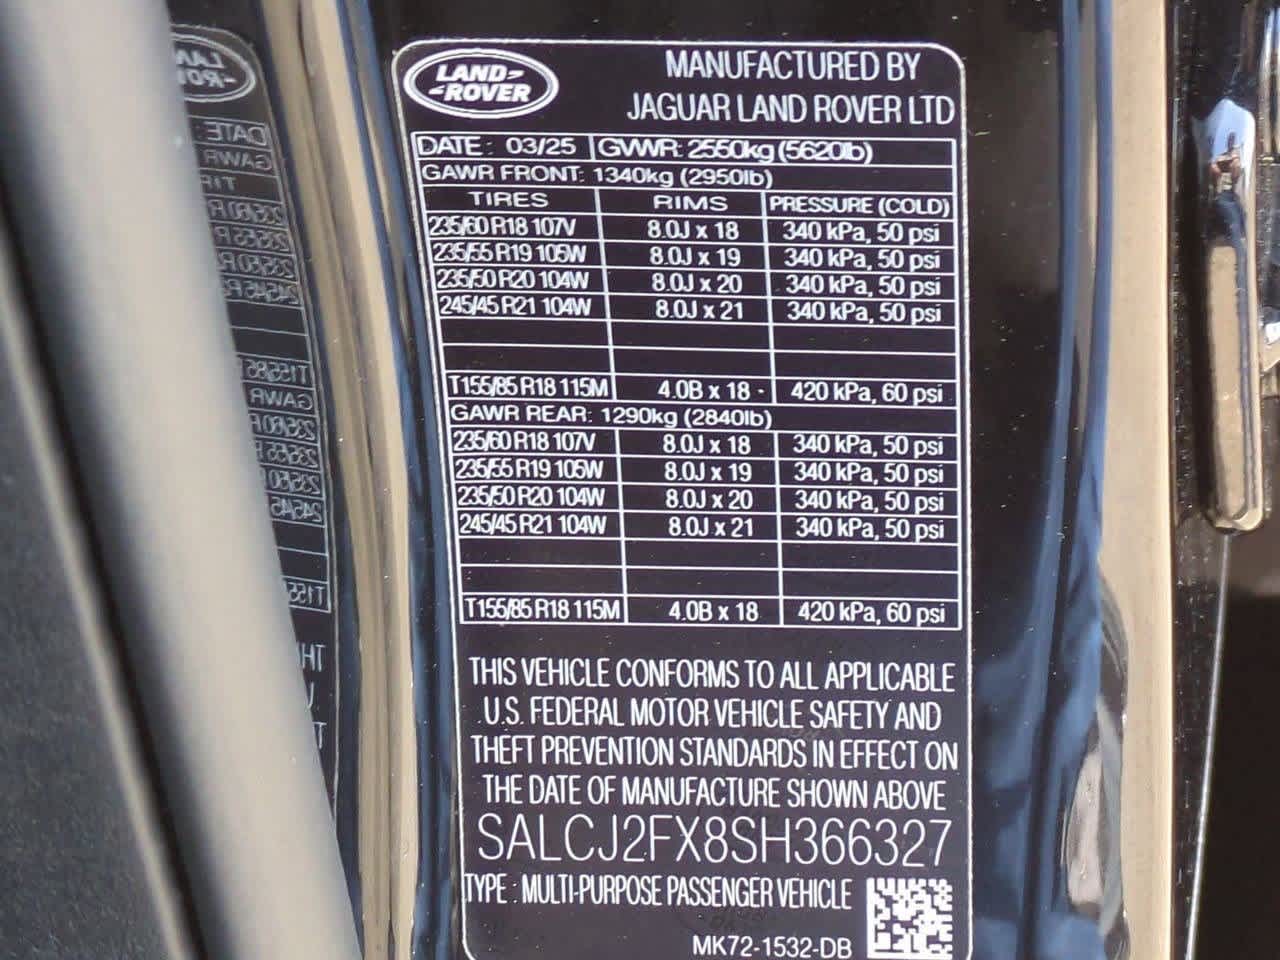 LAND-
-ROVER
MANUFACTURED BY
JAGUAR LAND ROVER LTD
DATE: 03/25 GVWR: 2550kg (5620lb)
GAWR FRONT: 1340kg (2950lb)
TIRES RIMS PRESSURE (COLD)
235/60 R18 107V 8.0J x 18 340 kPa, 50 psi
235/55 R19 105W 8.0J x 19 340 kPa, 50 psi
235/50 R20 104W 8.0J x 20 340 kPa, 50 psi
245/45 R21 104W 8.0J x 21 340 kPa, 50 psi
T155/85 R18 115M 4.0B x 18 420 kPa, 60 psi
GAWR REAR: 1290kg (2840lb)
235/60 R18 107V 8.0J x 18 340 kPa, 50 psi
235/55 R19 105W 8.0J x 19 340 kPa, 50 psi
235/50 R20 104W 8.0J x 20 340 kPa, 50 psi
245/45 R21 104W 8.0J x 21 340 kPa, 50 psi
T155/85 R18 115M 4.0B x 18 420 kPa, 60 psi
THIS VEHICLE CONFORMS TO ALL APPLICABLE
U.S. FEDERAL MOTOR VEHICLE SAFETY AND
THEFT PREVENTION STANDARDS IN EFFECT ON
THE DATE OF MANUFACTURE SHOWN ABOVE
SALCJ2FX8SH366327
TYPE : MULTI-PURPOSE PASSENGER VEHICLE
MK72-1532-DB